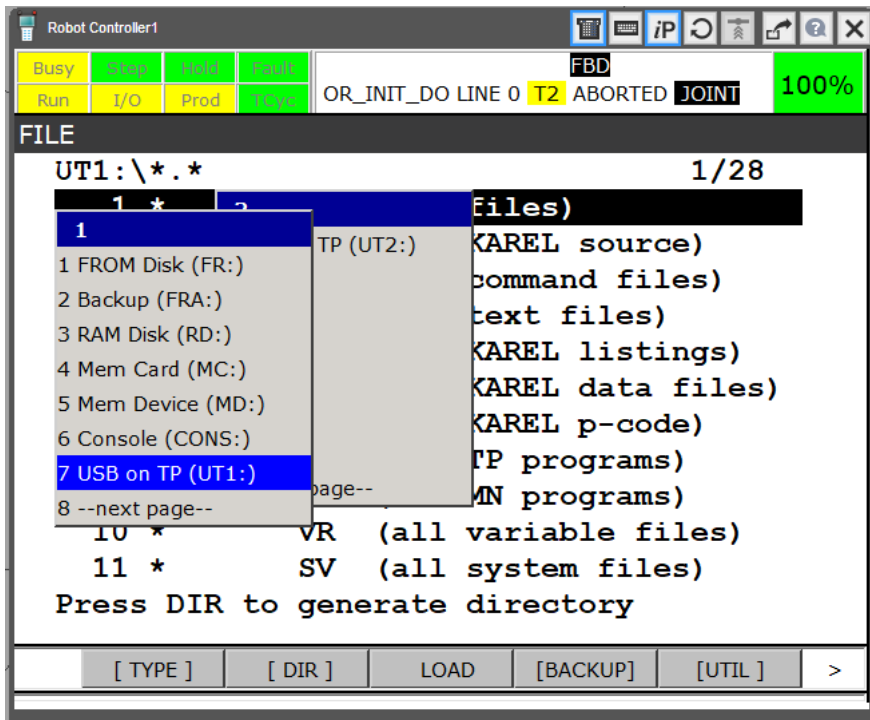 Robot Controller1
iP
Busy Step Hold Fault
Run I/O Prod TCyc
FBD
OR_INIT_DO LINE 0 T2 ABORTED JOINT
100%
FILE
UT1:\*.* 1/28
1 * files)
1
1 FROM Disk (FR:)
2 Backup (FRA:)
3 RAM Disk (RD:)
4 Mem Card (MC:)
5 Mem Device (MD:)
6 Console (CONS:)
7 USB on TP (UT1:)
8 --next page--
TP (UT2:)
page--
KAREL source)
command files)
text files)
KAREL listings)
KAREL data files)
KAREL p-code)
TP programs)
MN programs)
10 * VR (all variable files)
11 * SV (all system files)
Press DIR to generate directory
[ TYPE ] [ DIR ] LOAD [BACKUP] [UTIL ] >